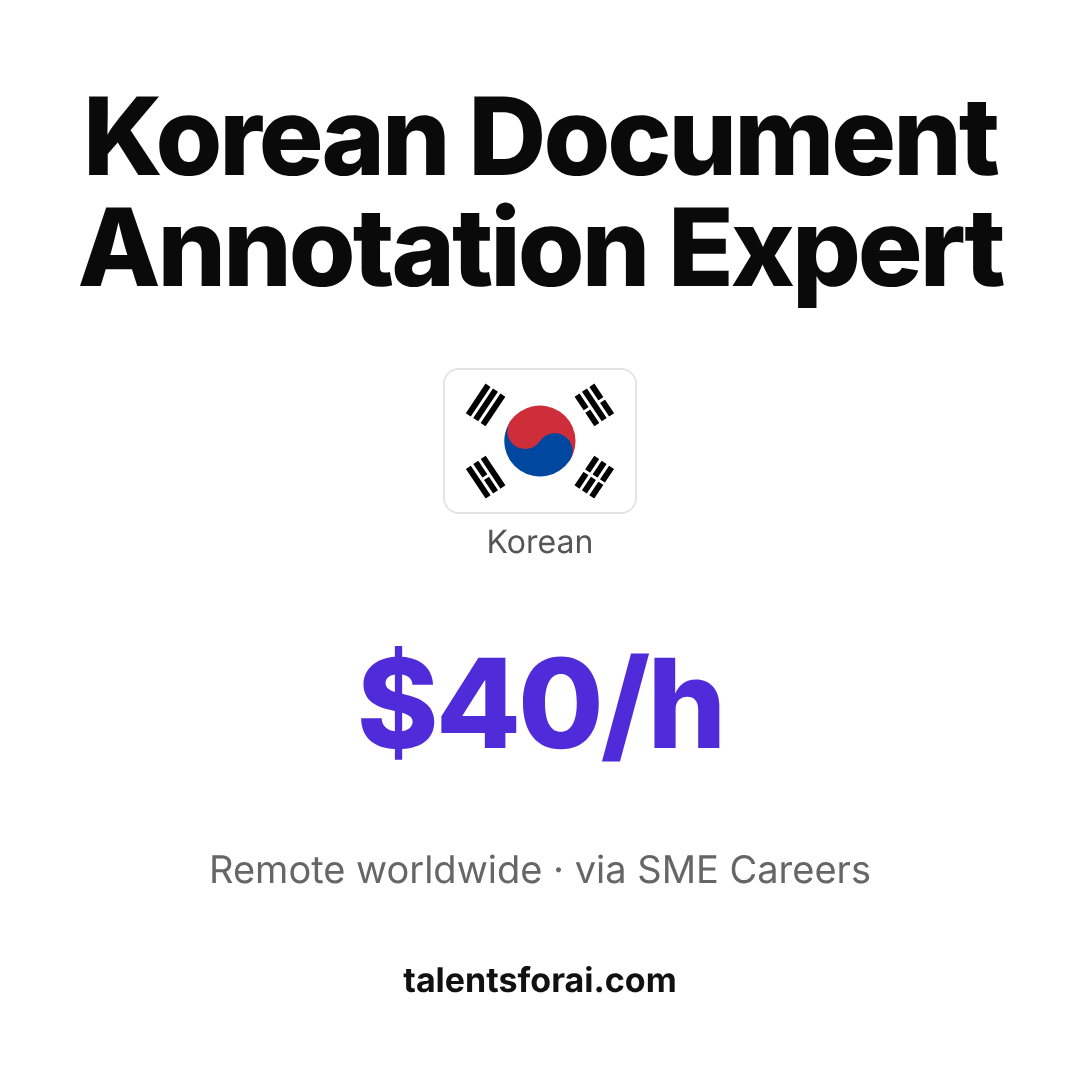 Korean Document
Annotation Expert
Korean
$40/h
Remote worldwide · via SME Careers
talentsforai.com